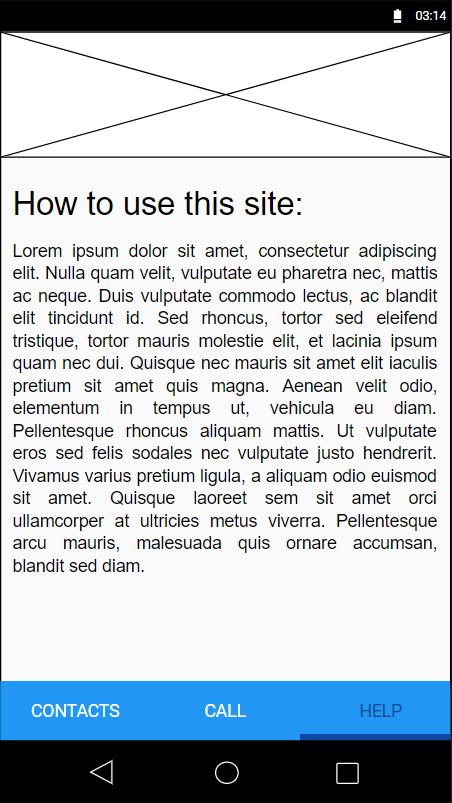 03:14
How to use this site:
Lorem ipsum dolor sit amet, consectetur adipiscing
elit. Nulla quam velit, vulputate eu pharetra nec, mattis
ac neque. Duis vulputate commodo lectus, ac blandit
elit tincidunt id. Sed rhoncus, tortor sed eleifend
tristique, tortor mauris molestie elit, et lacinia ipsum
quam nec dui. Quisque nec mauris sit amet elit iaculis
pretium sit amet quis magna. Aenean velit odio,
elementum in tempus ut, vehicula eu diam.
Pellentesque rhoncus aliquam mattis. Ut vulputate
eros sed felis sodales nec vulputate justo hendrerit.
Vivamus varius pretium ligula, a aliquam odio euismod
sit amet. Quisque laoreet sem sit amet orci
ullamcorper at ultricies metus viverra. Pellentesque
arcu mauris, malesuada quis ornare accumsan,
blandit sed diam.
CONTACTS CALL HELP